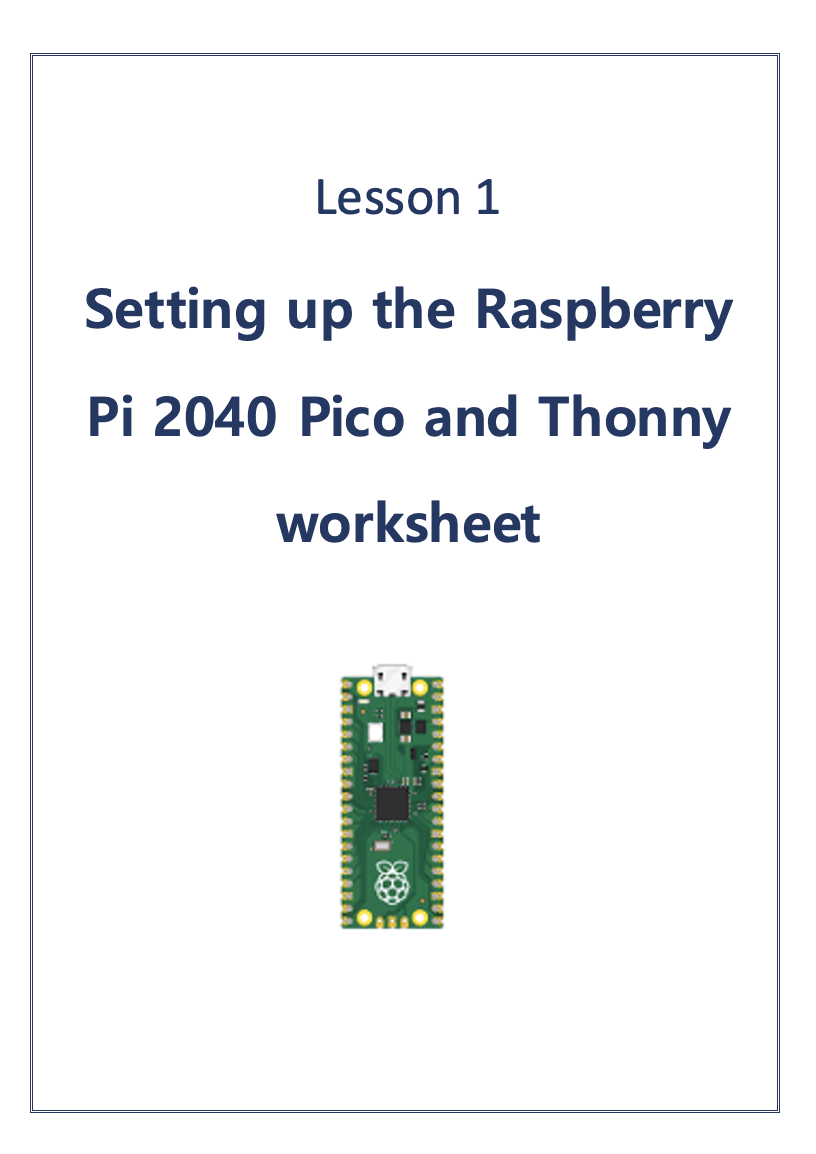 Lesson 1
Setting up the Raspberry
Pi 2040 Pico and Thonny
worksheet